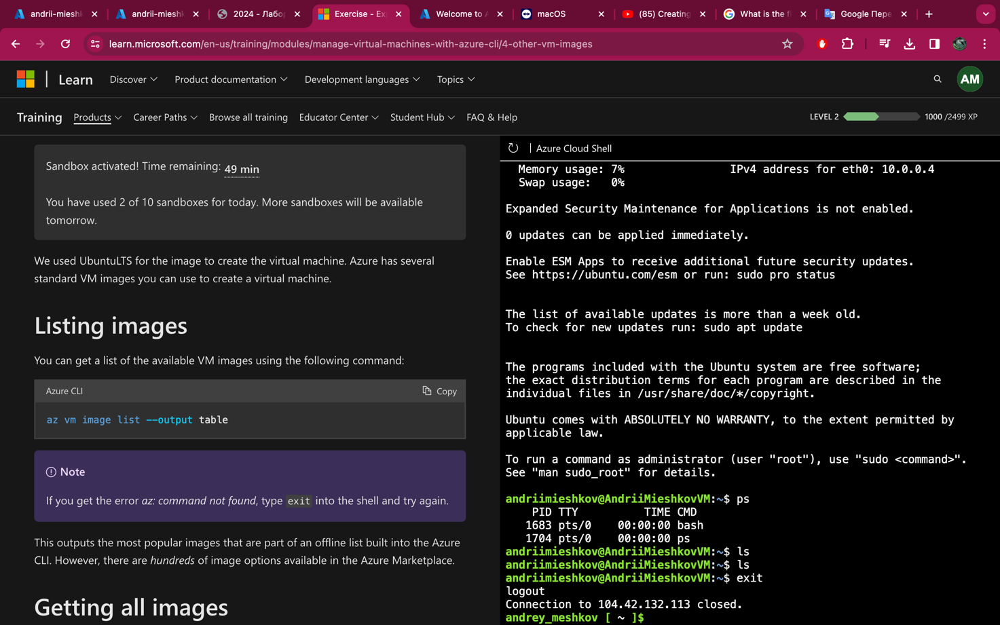 andrii-miesh
andrii-miesh
2024 - Лабо
Exercise - Ex
Welcome to A
macOS
(85) Creating
What is the fi
Google Пере
learn.microsoft.com/en-us/training/modules/manage-virtual-machines-with-azure-cli/4-other-vm-images
Learn
Discover
Product documentation
Development languages
Topics
AM
Training
Products
Career Paths
Browse all training
Educator Center
Student Hub
FAQ & Help
LEVEL 2
1000 /2499 XP
Sandbox activated! Time remaining: 49 min
You have used 2 of 10 sandboxes for today. More sandboxes will be available
tomorrow.
We used UbuntuLTS for the image to create the virtual machine. Azure has several
standard VM images you can use to create a virtual machine.
Listing images
You can get a list of the available VM images using the following command:
Azure CLI
Copy
az vm image list --output table
Note
If you get the error az: command not found, type exit into the shell and try again.
This outputs the most popular images that are part of an offline list built into the Azure
CLI. However, there are hundreds of image options available in the Azure Marketplace.
Getting all images
Azure Cloud Shell
Memory usage: 7% IPv4 address for eth0: 10.0.0.4
Swap usage: 0%
Expanded Security Maintenance for Applications is not enabled.
0 updates can be applied immediately.
Enable ESM Apps to receive additional future security updates.
See https://ubuntu.com/esm or run: sudo pro status
The list of available updates is more than a week old.
To check for new updates run: sudo apt update
The programs included with the Ubuntu system are free software;
the exact distribution terms for each program are described in the
individual files in /usr/share/doc/*/copyright.
Ubuntu comes with ABSOLUTELY NO WARRANTY, to the extent permitted by
applicable law.
To run a command as administrator (user "root"), use "sudo <command>".
See "man sudo_root" for details.
andriimieshkov@AndriiMieshkovVM:~$ ps
PID TTY TIME CMD
1683 pts/0 00:00:00 bash
1704 pts/0 00:00:00 ps
andriimieshkov@AndriiMieshkovVM:~$ ls
andriimieshkov@AndriiMieshkovVM:~$ ls
andriimieshkov@AndriiMieshkovVM:~$ exit
logout
Connection to 104.42.132.113 closed.
andrey_meshkov [ ~ ]$